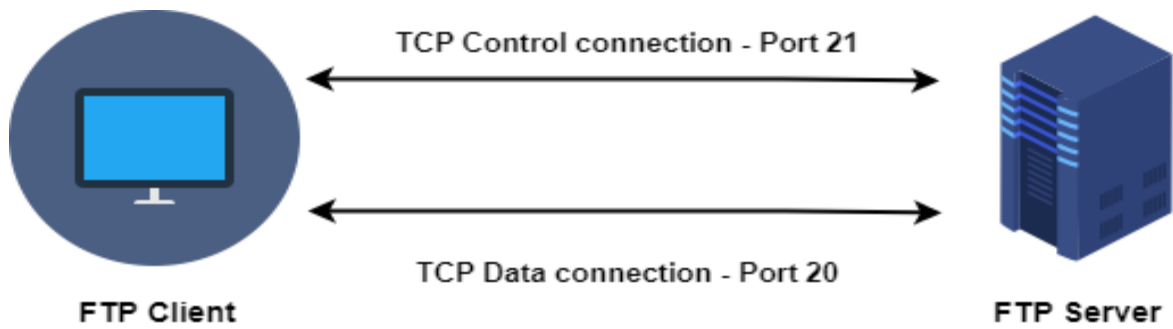 TCP Control connection - Port 21
TCP Data connection - Port 20
FTP Client
FTP Server